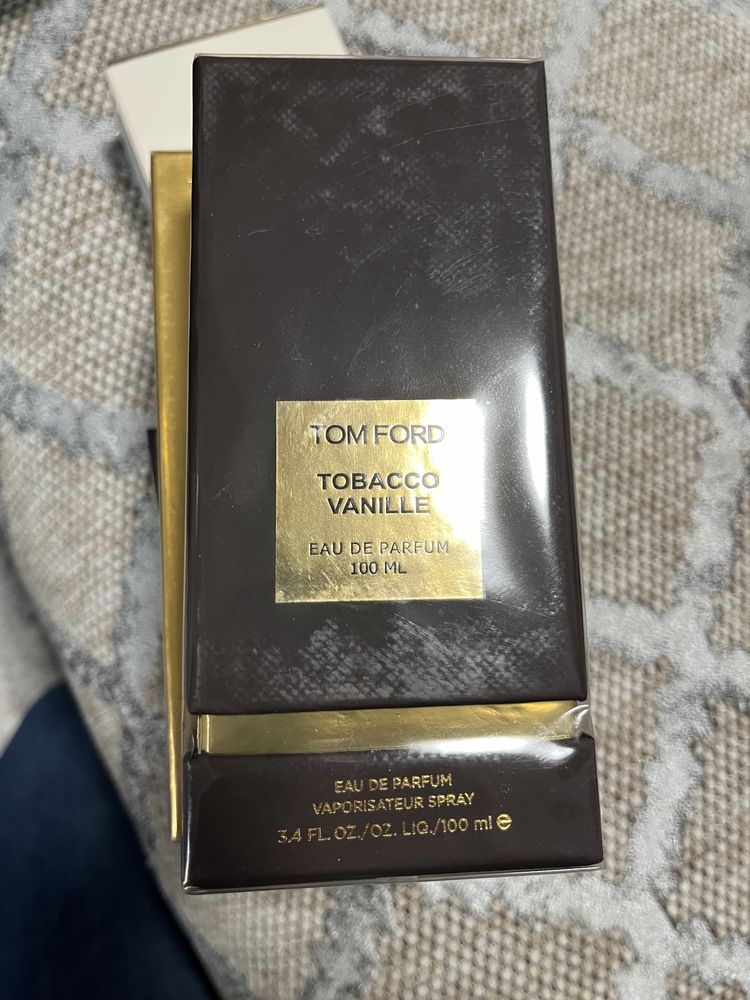 TOM FORD
TOBACCO
VANILLE
EAU DE PARFUM
100 ML
EAU DE PARFUM
VAPORISATEUR SPRAY
3.4 FL.OZ./OZ. LIQ./100 ml ℮